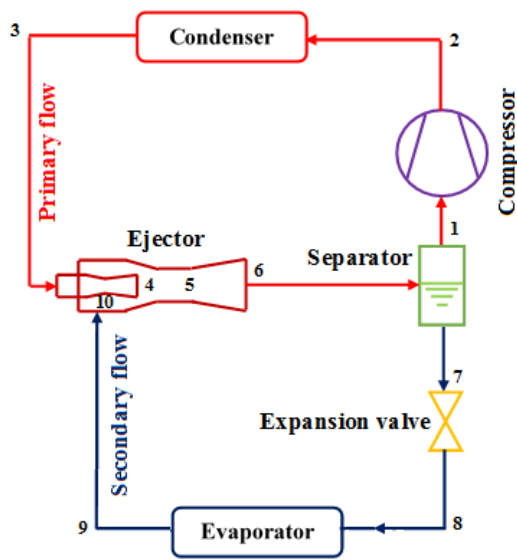 3
Condenser
2
Primary flow
Compressor
1
Ejector
Separator
6
4
5
10
7
Secondary flow
Expansion valve
9
Evaporator
8